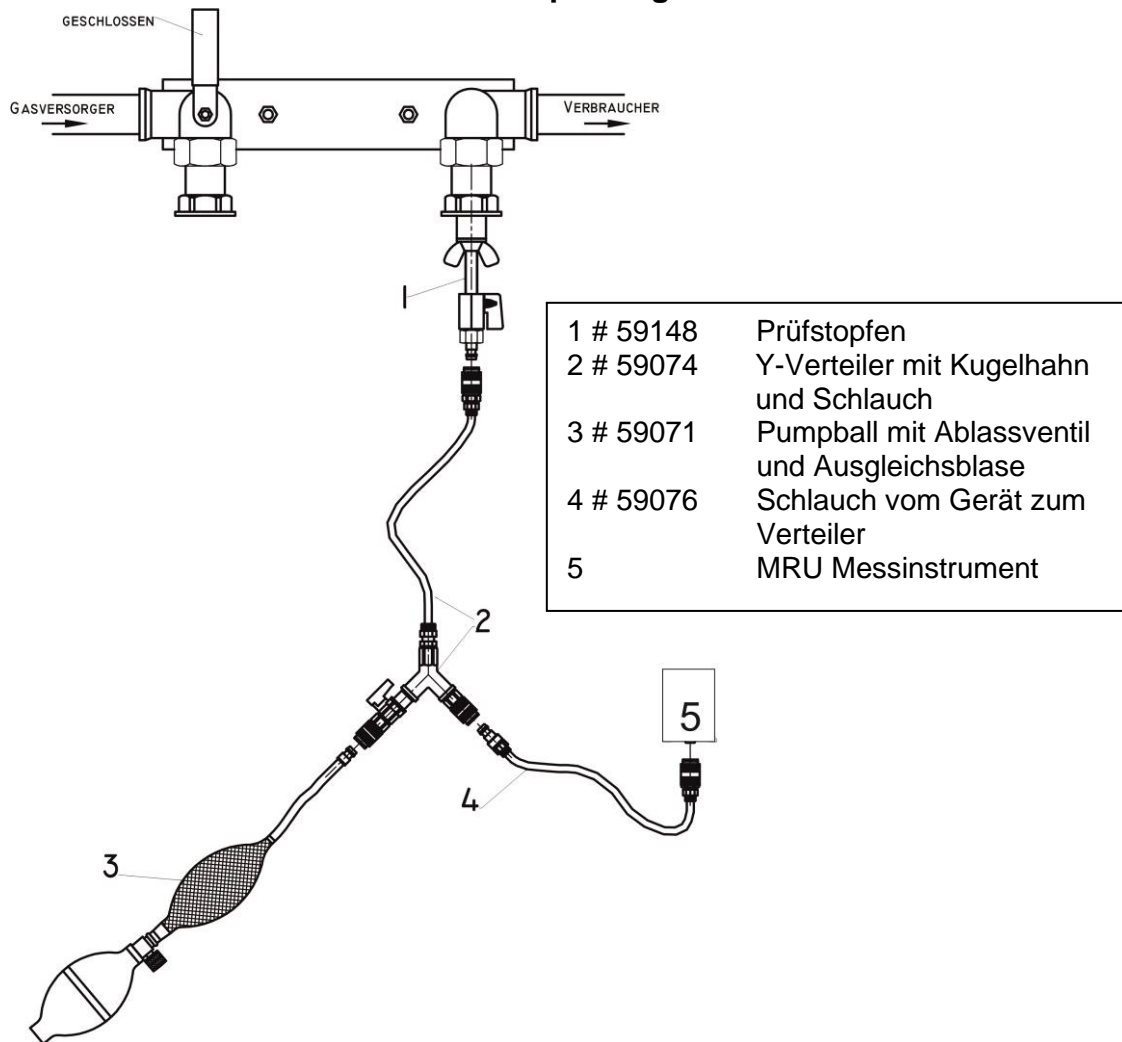 GESCHLOSSEN
GASVERSORGER
VERBRAUCHER
1
1 # 59148 Prüfstopfen
2 # 59074 Y-Verteiler mit Kugelhahn
und Schlauch
3 # 59071 Pumpball mit Ablassventil
und Ausgleichsblase
4 # 59076 Schlauch vom Gerät zum
Verteiler
5 MRU Messinstrument
2
5
4
3